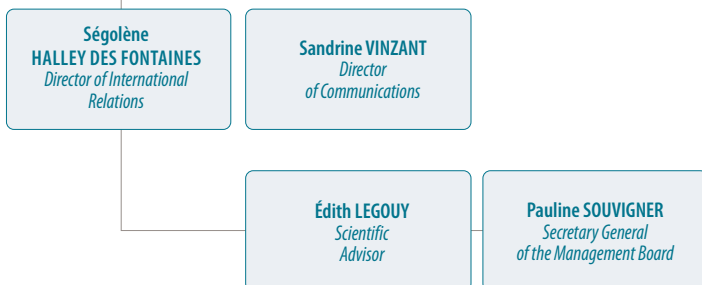 Ségolène
HALLEY DES FONTAINES
Director of International
Relations
Sandrine VINZANT
Director
of Communications
Édith LEGOUY
Scientific
Advisor
Pauline SOUVIGNER
Secretary General
of the Management Board